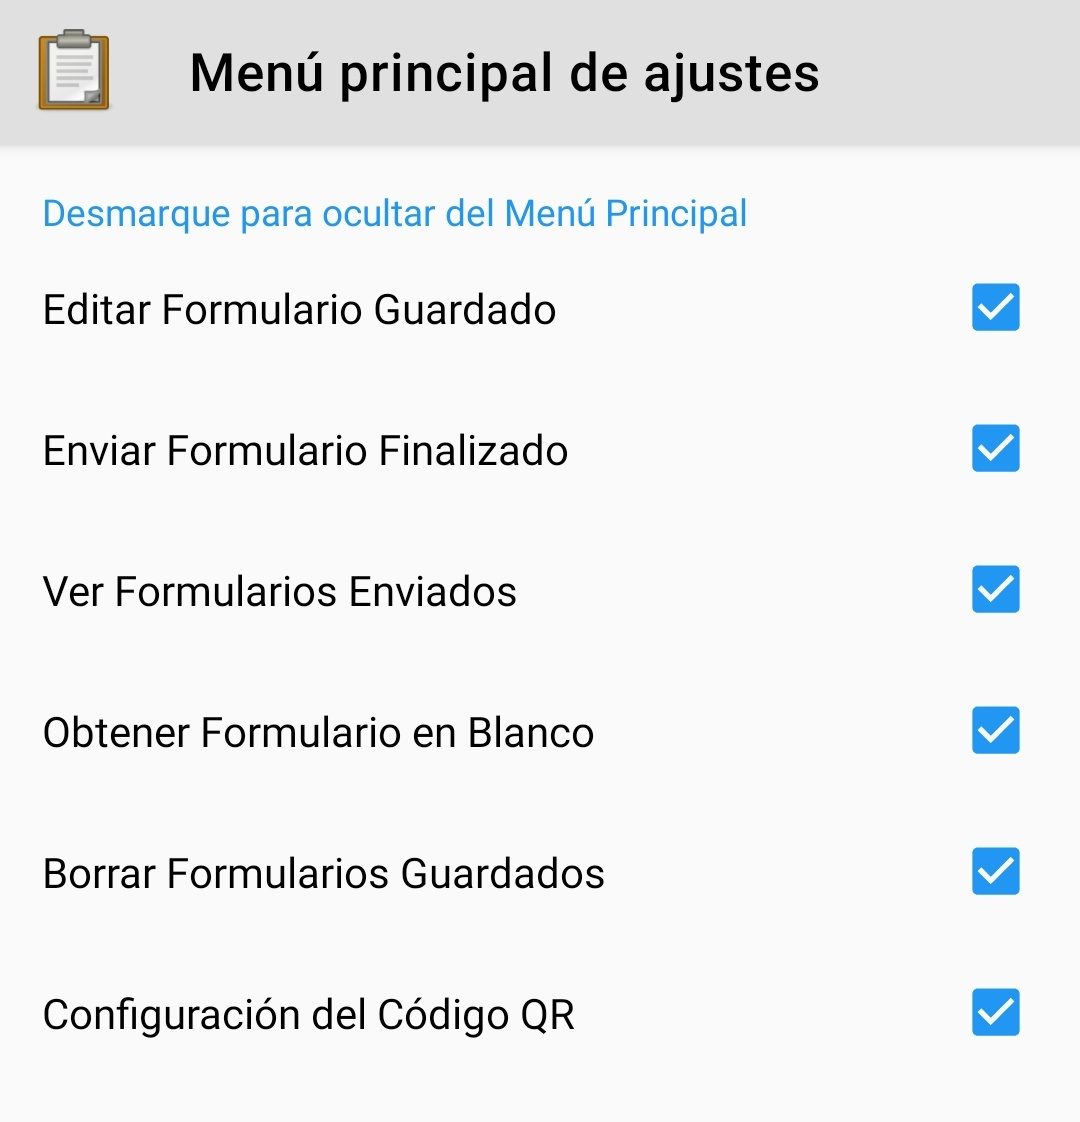 Menú principal de ajustes
Desmarque para ocultar del Menú Principal
Editar Formulario Guardado
Enviar Formulario Finalizado
Ver Formularios Enviados
Obtener Formulario en Blanco
Borrar Formularios Guardados
Configuración del Código QR